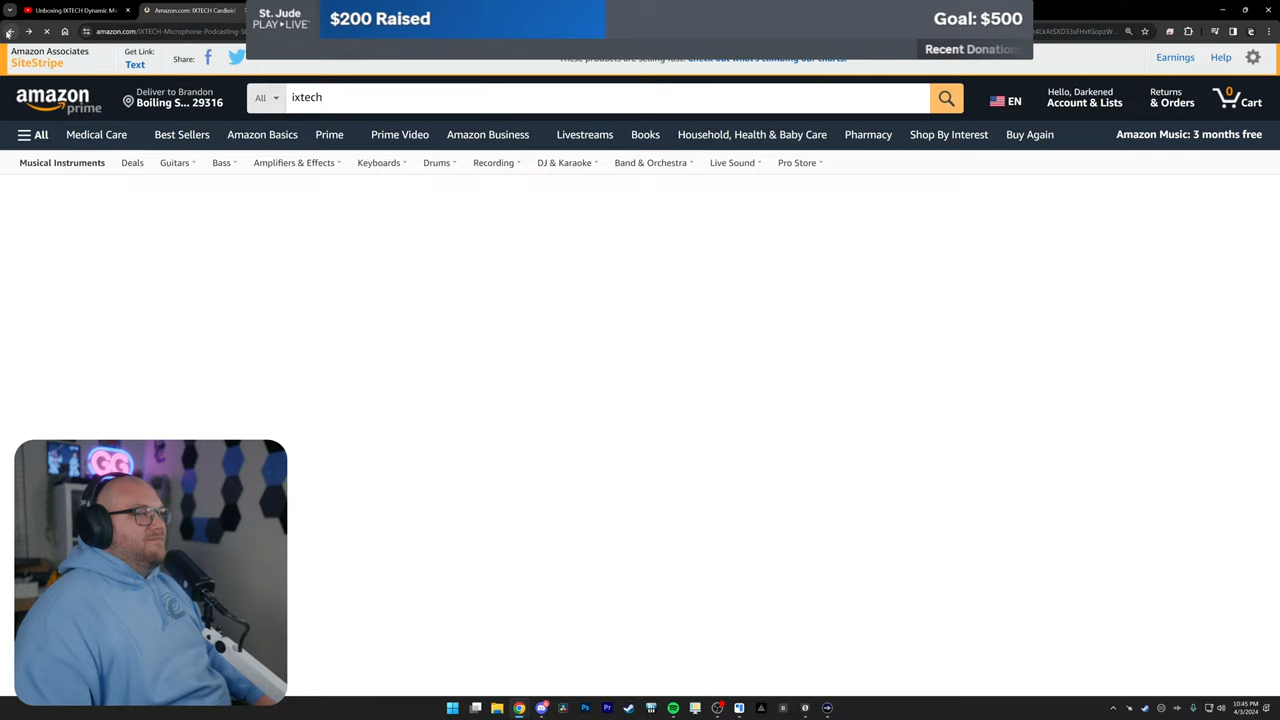 Unboxing IXTECH Dynamic Mi
Amazon.com: IXTECH Cardioid
St. Jude
PLAY LIVE
$200 Raised
Goal: $500
Recent Donation
amazon.com/IXTECH-Microphone-Podcasting-St
Amazon Associates
SiteStripe
Get Link:
Text
Share:
These products are selling fast. Check out what's climbing our charts.
Earnings
Help
amazon
prime
Deliver to Brandon
Boiling S... 29316
All
ixtech
EN
Hello, Darkened
Account & Lists
Returns
& Orders
0
Cart
All
Medical Care
Best Sellers
Amazon Basics
Prime
Prime Video
Amazon Business
Livestreams
Books
Household, Health & Baby Care
Pharmacy
Shop By Interest
Buy Again
Amazon Music: 3 months free
Musical Instruments
Deals
Guitars
Bass
Amplifiers & Effects
Keyboards
Drums
Recording
DJ & Karaoke
Band & Orchestra
Live Sound
Pro Store
GG
10:45 PM
4/3/2024